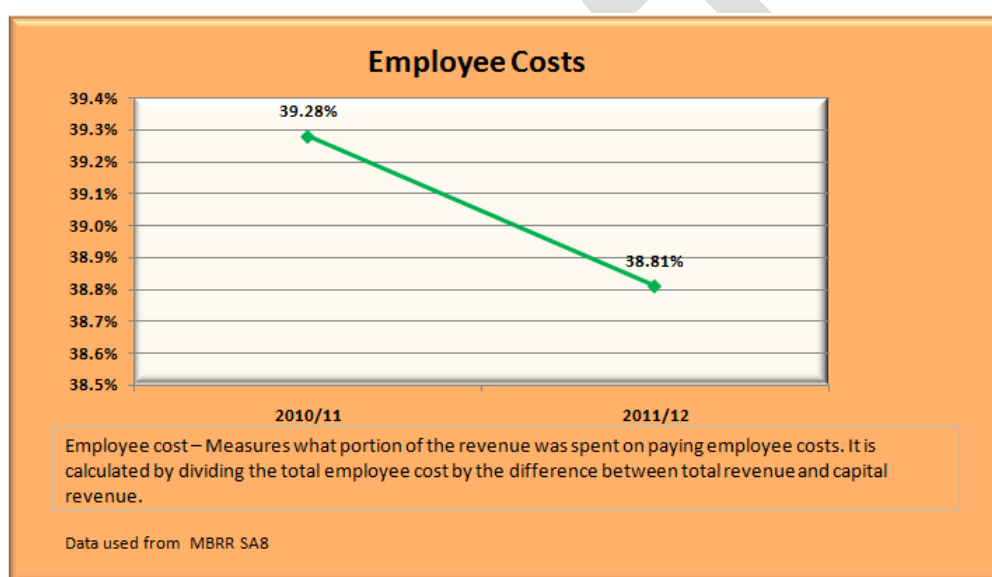 Employee Costs
39.4%
39.28%
39.3%
39.2%
39.1%
39.0%
38.9%
38.81%
38.8%
38.7%
38.6%
38.5%
2010/11 2011/12
Employee cost – Measures what portion of the revenue was spent on paying employee costs. It is
calculated by dividing the total employee cost by the difference between total revenue and capital
revenue.
Data used from MBRR SA8